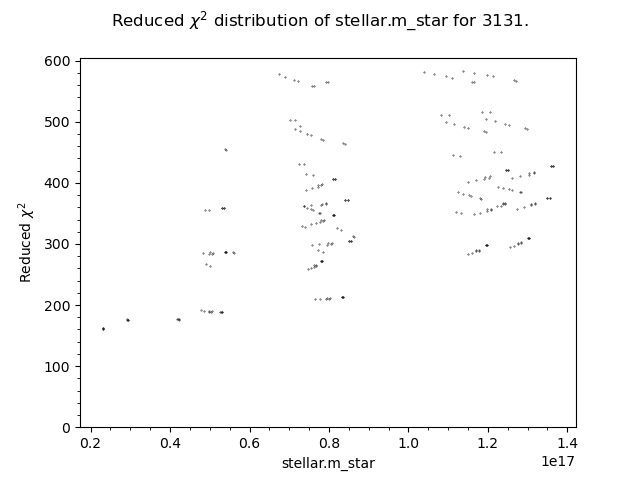 Reduced χ² distribution of stellar.m_star for 3131.
600
500
400
300
200
100
0
Reduced χ²
0.2 0.4 0.6 0.8 1.0 1.2 1.4
1e17
stellar.m_star